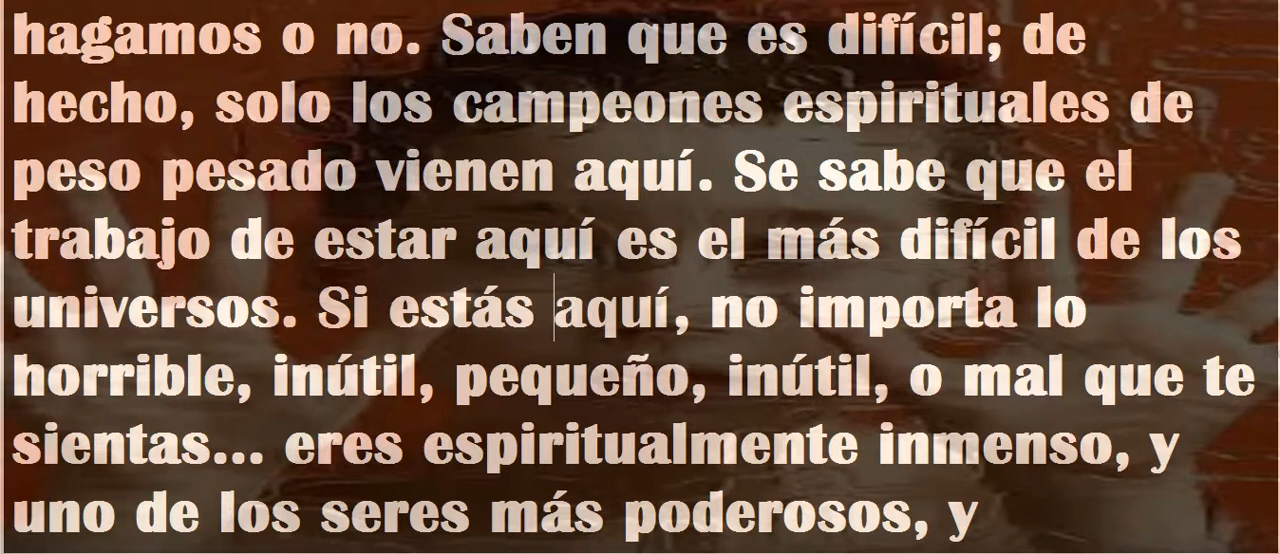 hagamos o no. Saben que es difícil; de
hecho, solo los campeones espirituales de
peso pesado vienen aquí. Se sabe que el
trabajo de estar aquí es el más difícil de los
universos. Si estás aquí, no importa lo
horrible, inútil, pequeño, inútil, o mal que te
sientas... eres espiritualmente inmenso, y
uno de los seres más poderosos, y